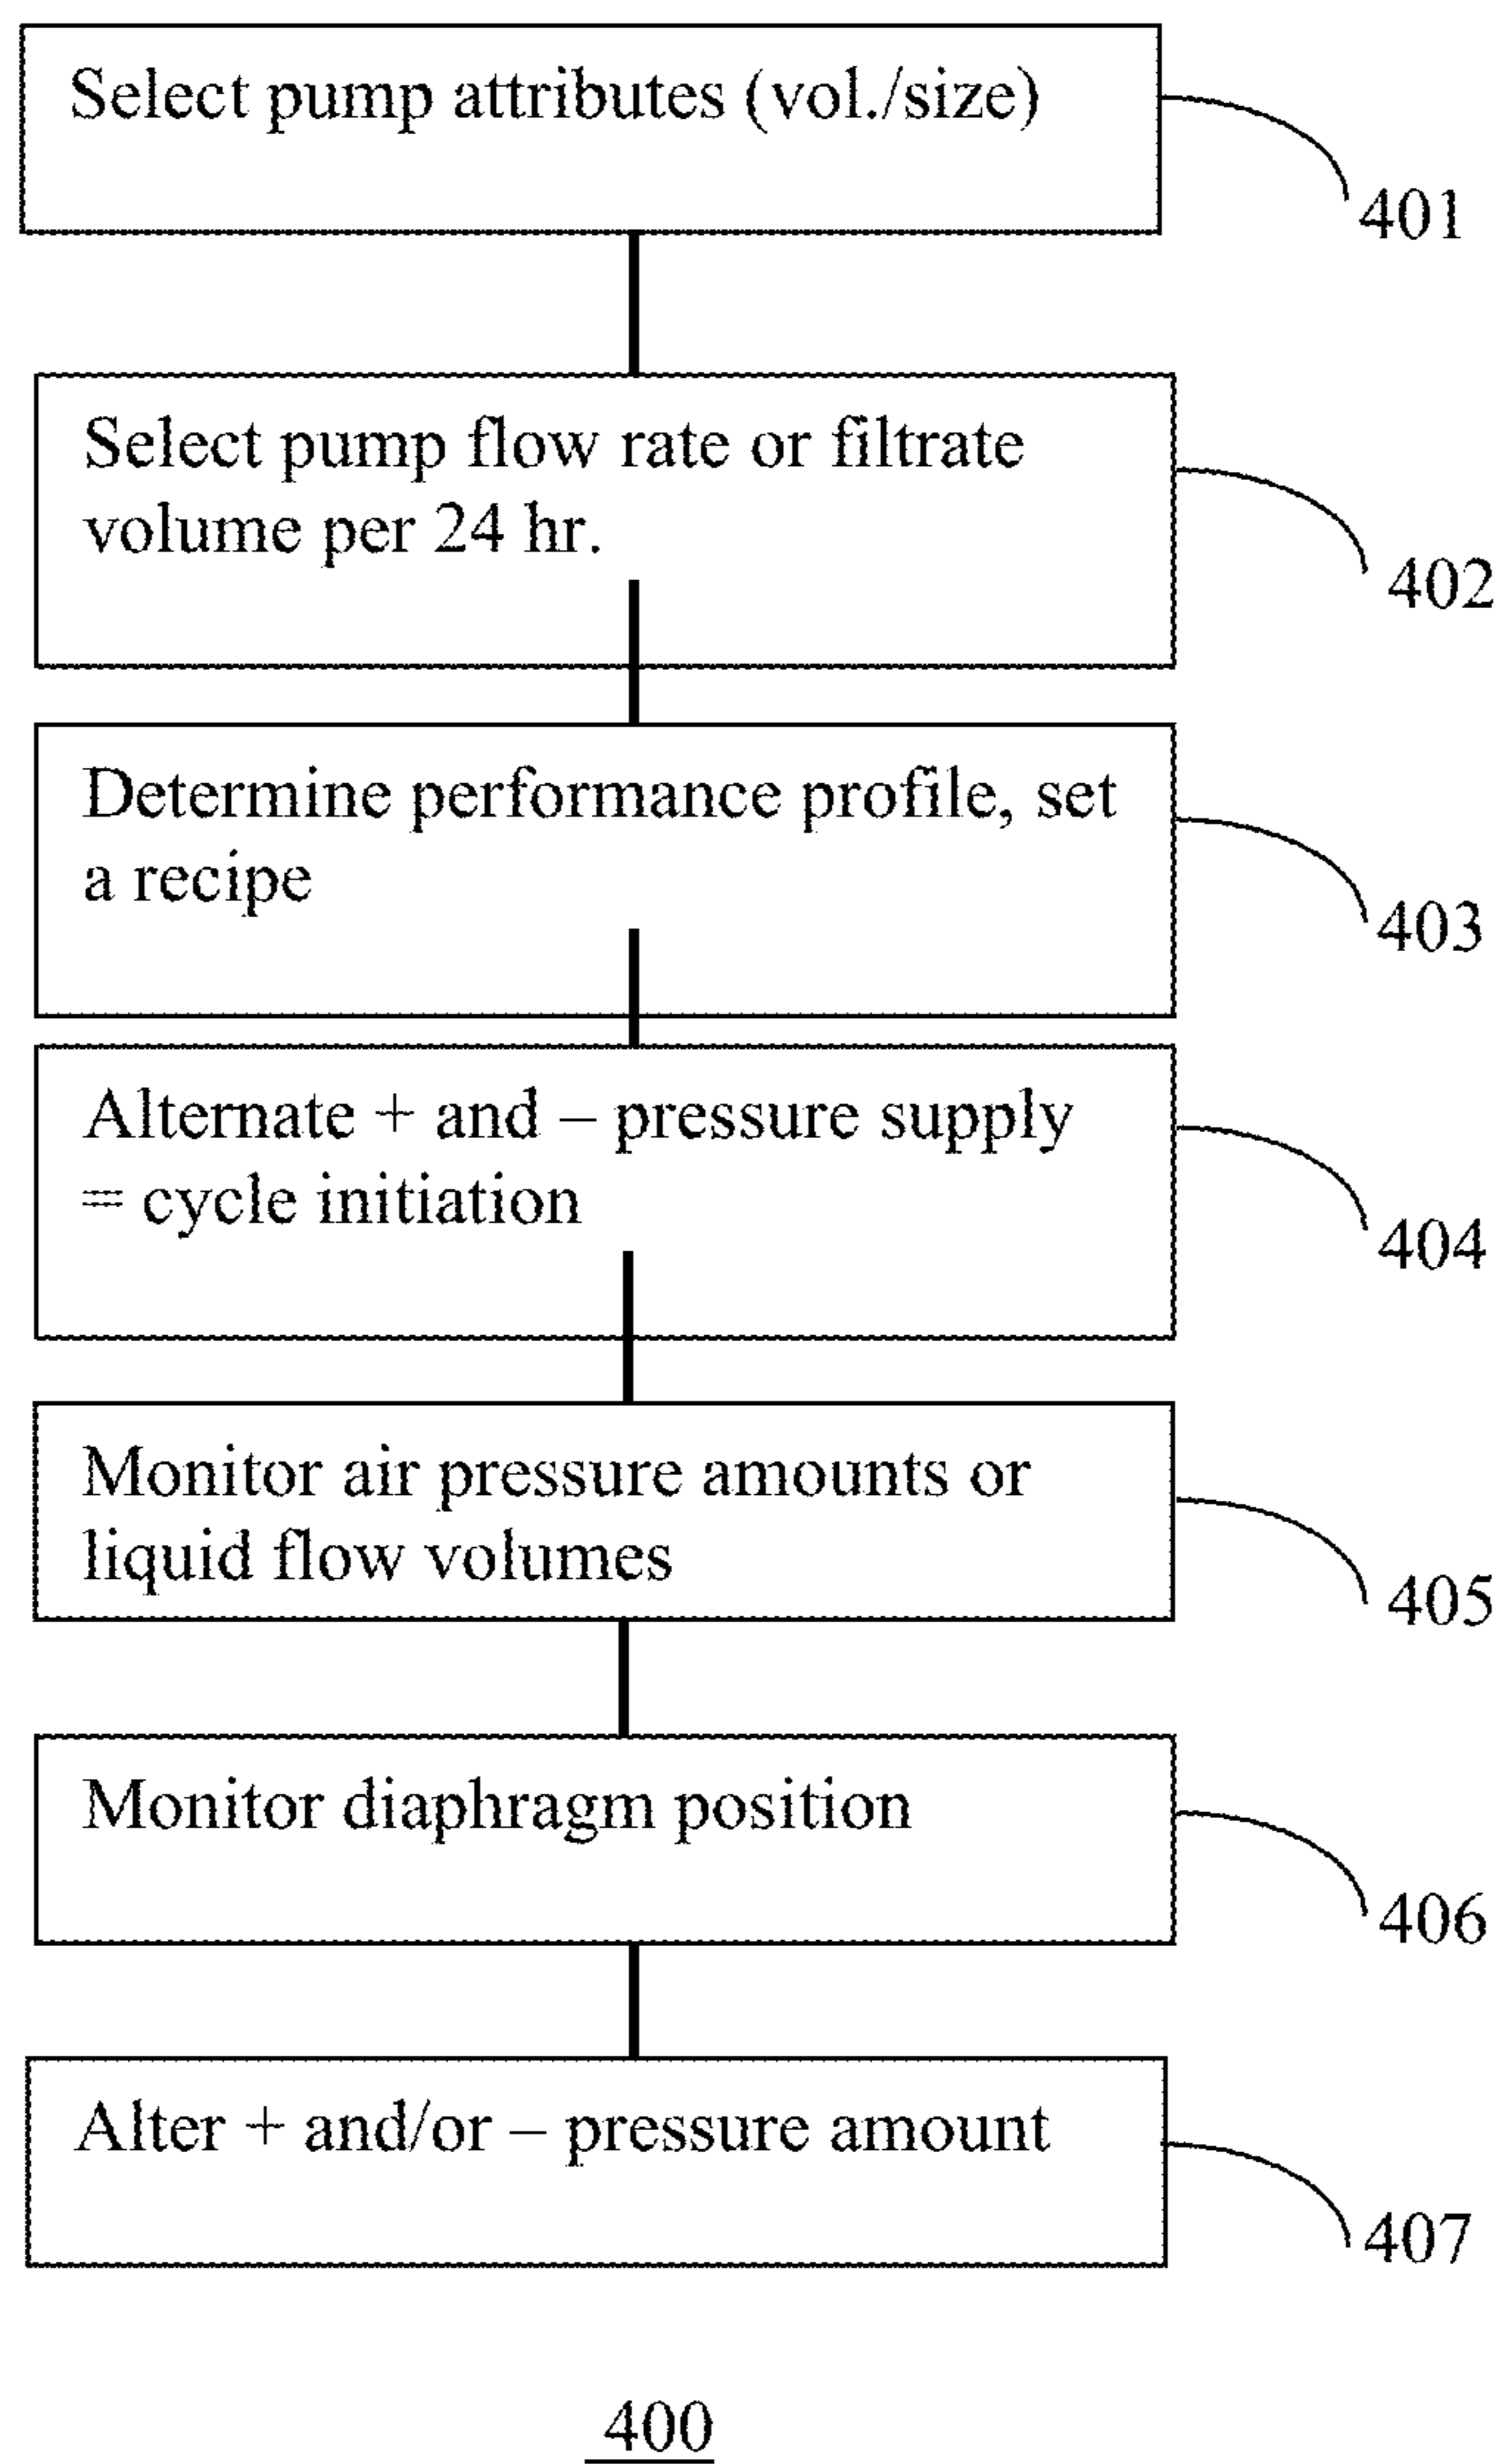 Select pump attributes (vol./size)
401
Select pump flow rate or filtrate
volume per 24 hr.
402
Determine performance profile, set
a recipe
403
Alternate + and – pressure supply
= cycle initiation
404
Monitor air pressure amounts or
liquid flow volumes
405
Monitor diaphragm position
406
Alter + and/or – pressure amount
407
400